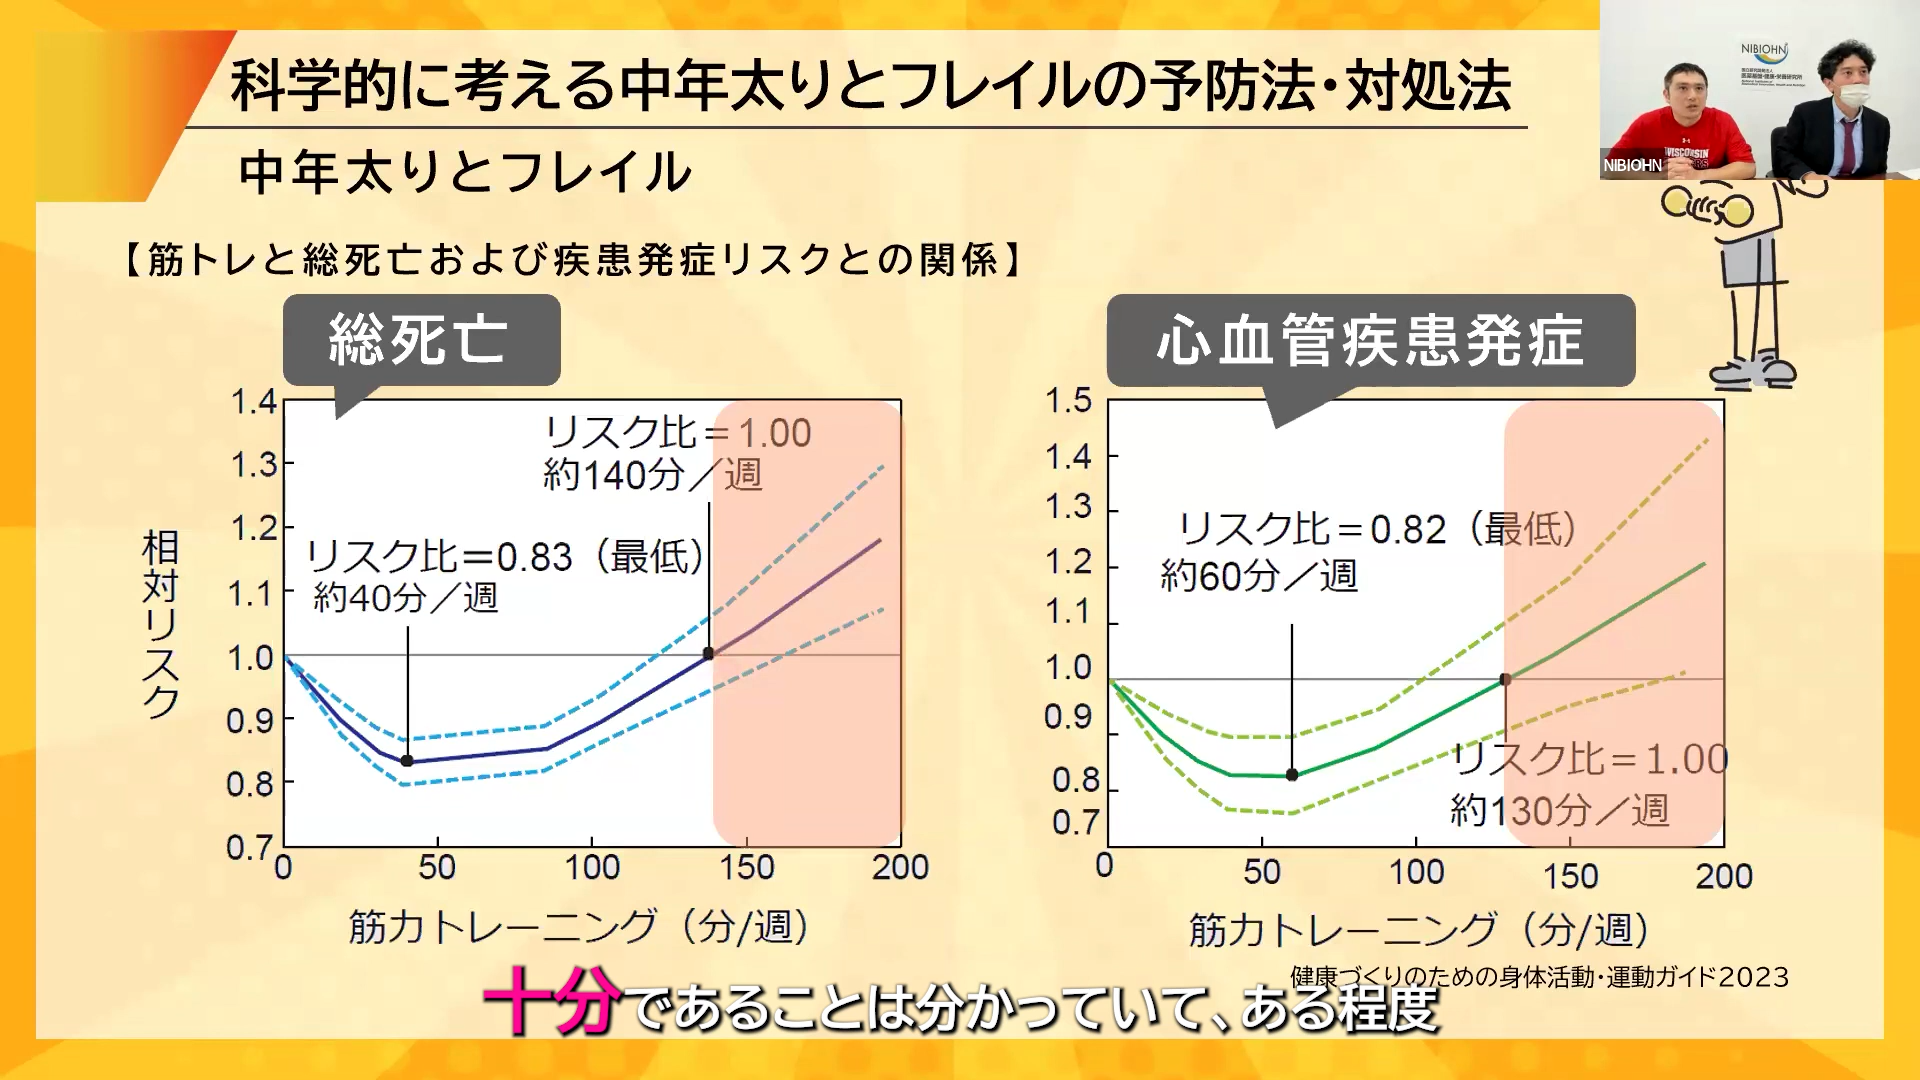 科学的に考える中年太りとフレイルの予防法・対処法
中年太りとフレイル
NIBIOHN
NIBIOHN
WISCONSIN
【筋トレと総死亡および疾患発症リスクとの関係】
総死亡
相対リスク
1.4
1.3
1.2
1.1
1.0
0.9
0.8
0.7
リスク比=1.00
約140分／週
リスク比＝0.83（最低）
約40分／週
0 50 100 150 200
筋力トレーニング（分/週）
心血管疾患発症
1.5
1.4
1.3
1.2
1.1
1.0
0.9
0.8
0.7
リスク比＝0.82（最低）
約60分／週
リスク比＝1.00
約130分／週
0 50 100 150 200
筋力トレーニング（分/週）
健康づくりのための身体活動・運動ガイド2023
十分であることは分かっていて、ある程度